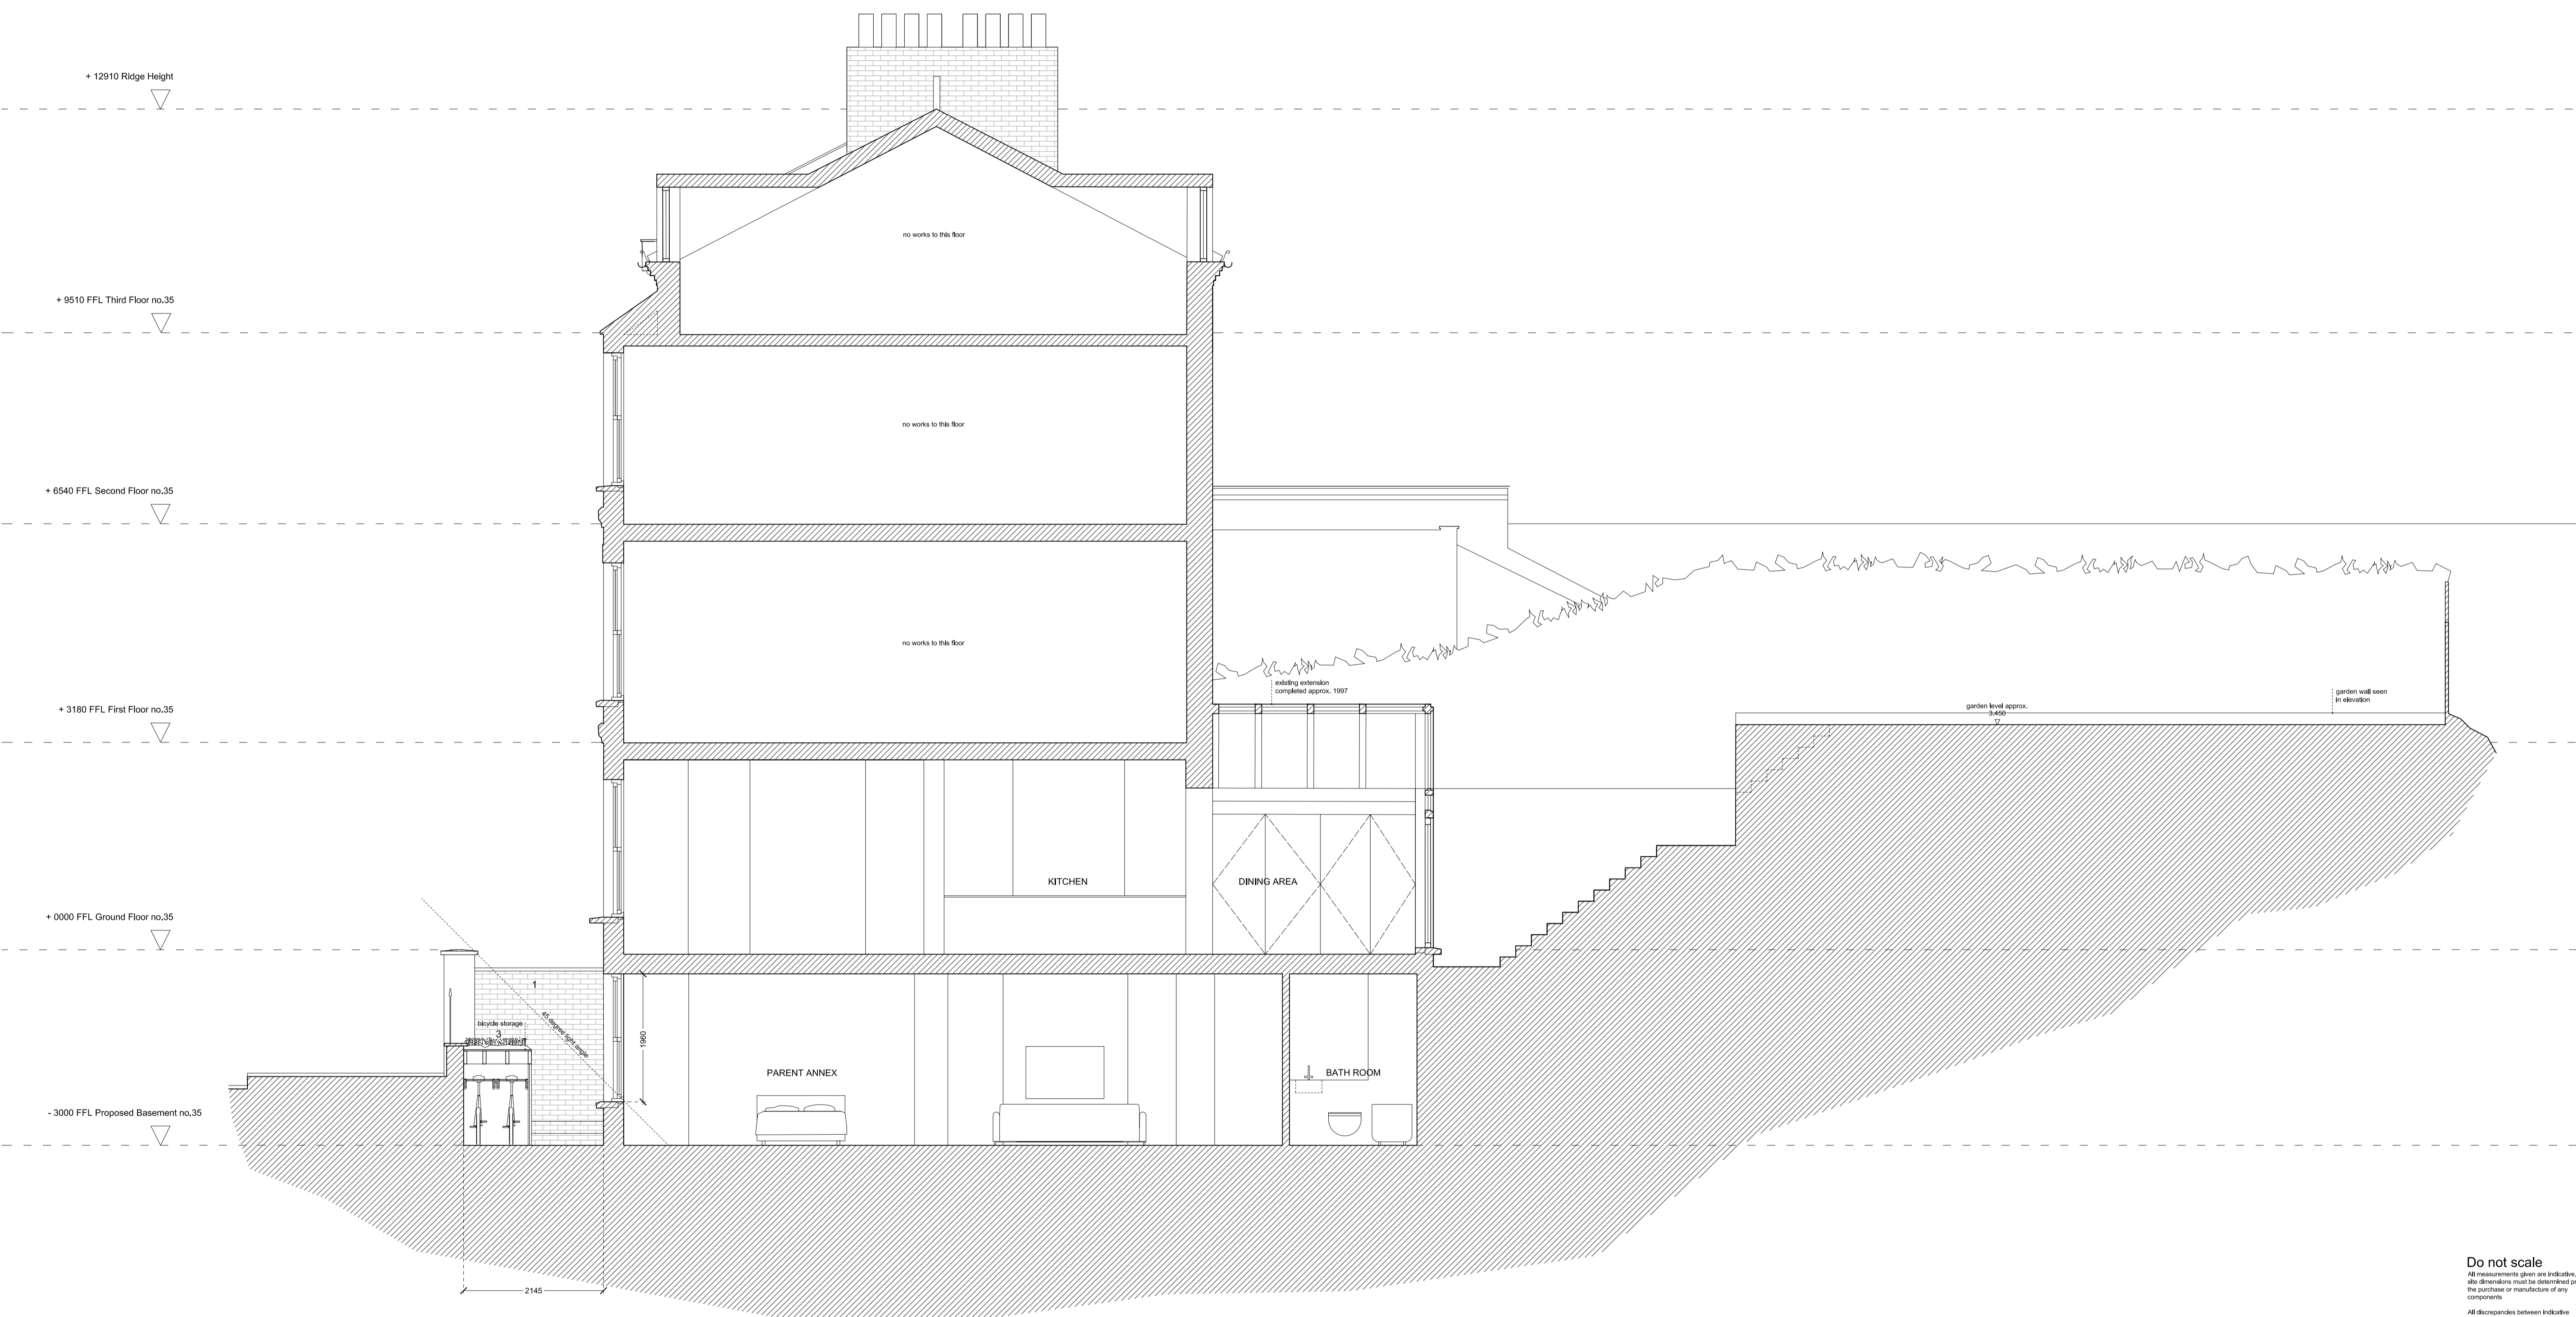 + 12910 Ridge Height
no works to this floor
+ 9510 FFL Third Floor no.35
no works to this floor
+ 6540 FFL Second Floor no.35
no works to this floor
existing extension
completed approx. 1997
garden wall seen
in elevation
garden level approx.
3,450
+ 3180 FFL First Floor no.35
KITCHEN
DINING AREA
+ 0000 FFL Ground Floor no.35
1
bicycle storage
3
45 degree light angle
1960
PARENT ANNEX
BATH ROOM
- 3000 FFL Proposed Basement no.35
2145
Do not scale
All measurements given are indicative,
site dimensions must be determined p
the purchase or manufacture of any
components
All discrepancies between indicative